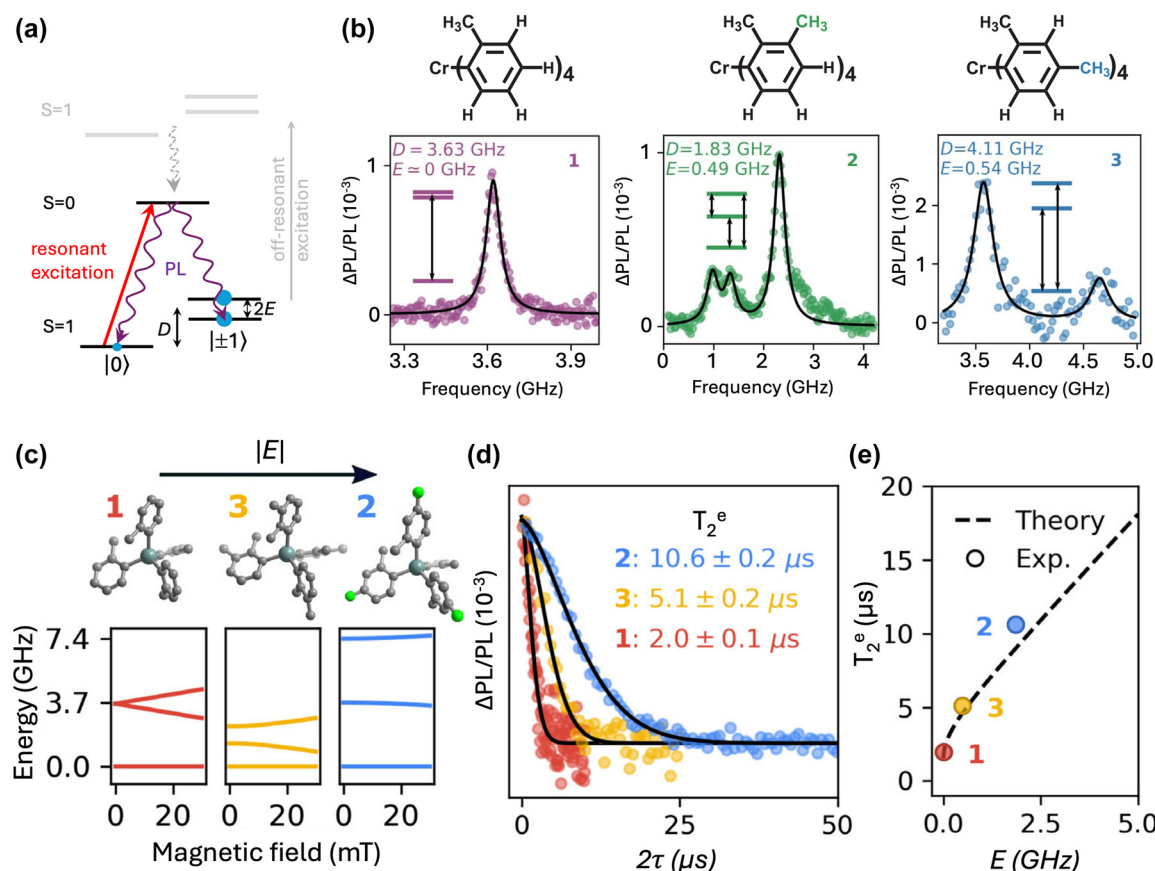 (a)
S=1
S=0
resonant
excitation
PL
off-resonant
excitation
S=1
D
2E
|0⟩
|±1⟩
(b)
H₃C
H
Cr
H
4
H
H
H₃C
CH₃
Cr
H
4
H
H
H₃C
H
Cr
CH₃
4
H
H
D = 3.63 GHz
E ≃ 0 GHz
1
ΔPL/PL (10⁻³)
1
0
3.3
3.6
3.9
Frequency (GHz)
D=1.83 GHz
E=0.49 GHz
2
ΔPL/PL (10⁻³)
1
0
0
1
2
3
4
Frequency (GHz)
D=4.11 GHz
E=0.54 GHz
3
ΔPL/PL (10⁻³)
2
1
0
3.5
4.0
4.5
5.0
Frequency (GHz)
(c)
|E|
1
3
2
Energy (GHz)
7.4
3.7
0.0
0
20
0
20
0
20
Magnetic field (mT)
(d)
T₂ᵉ
2: 10.6 ± 0.2 μs
3: 5.1 ± 0.2 μs
1: 2.0 ± 0.1 μs
ΔPL/PL (10⁻³)
0
25
50
2τ (μs)
(e)
T₂ᵉ (μs)
20
15
10
5
0
Theory
Exp.
2
3
1
0.0
2.5
5.0
E (GHz)